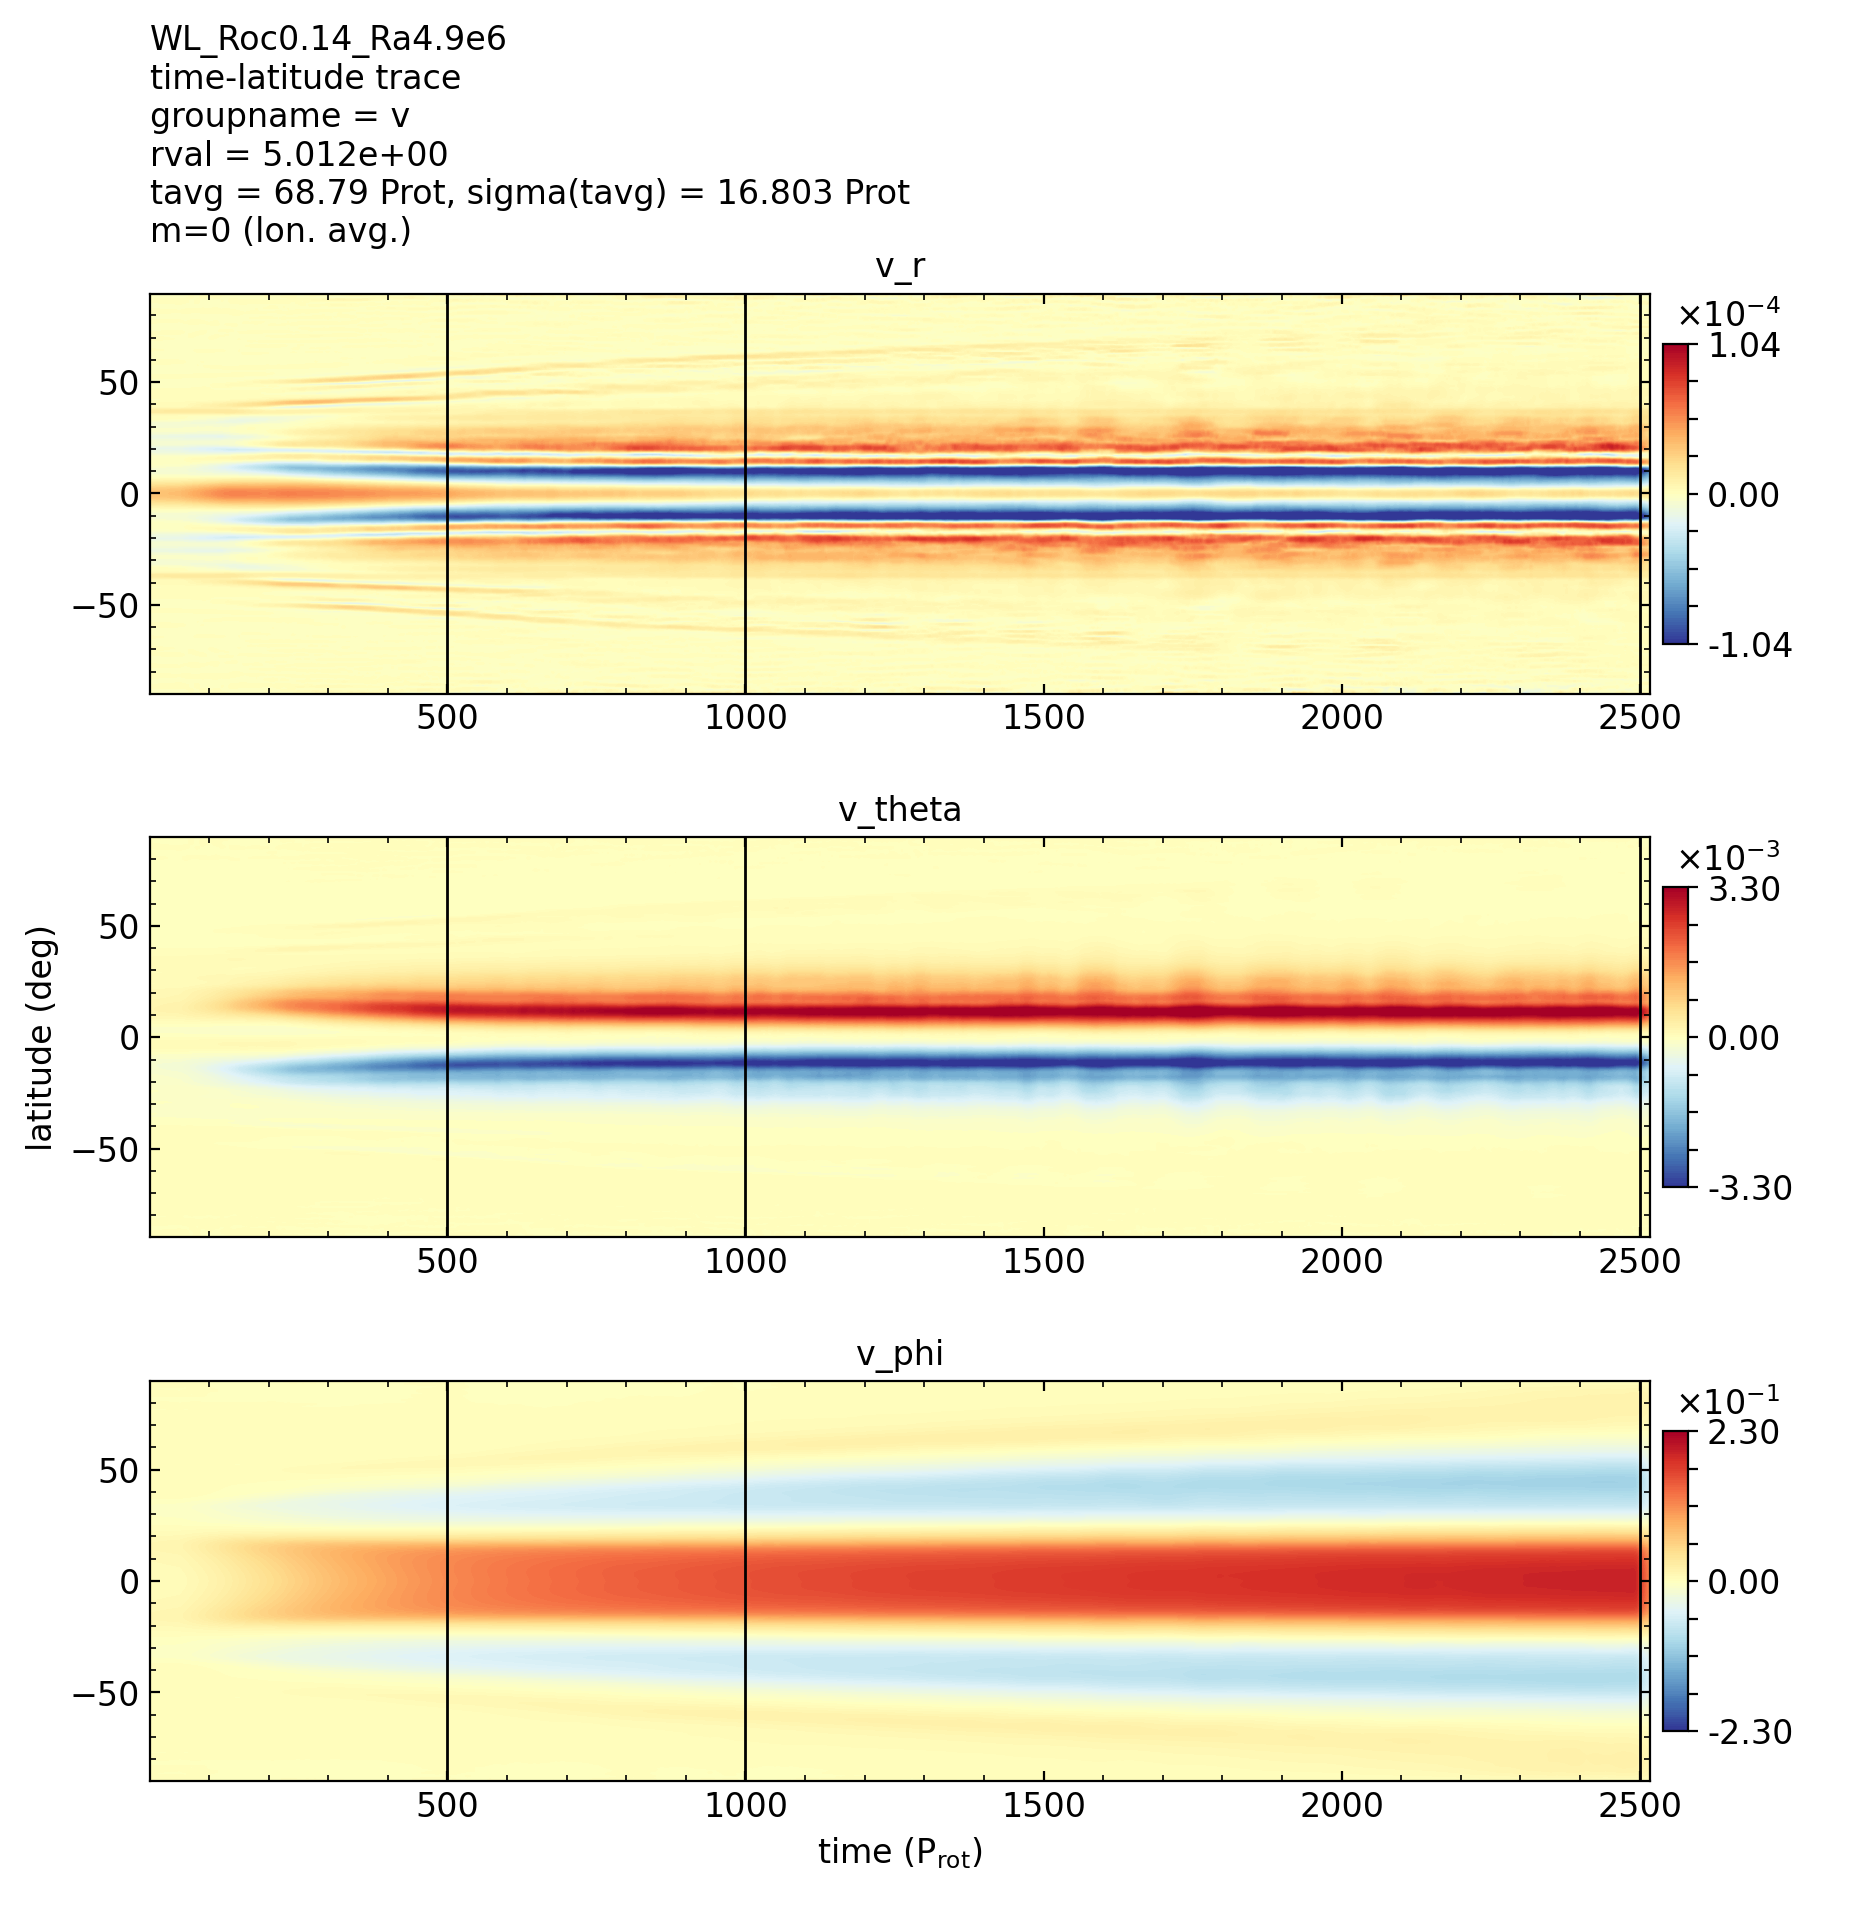 WL_Roc0.14_Ra4.9e6
time-latitude trace
groupname = v
rval = 5.012e+00
tavg = 68.79 Prot, sigma(tavg) = 16.803 Prot
m=0 (lon. avg.)
v_r
×10⁻⁴
1.04
0.00
-1.04
50
0
−50
500 1000 1500 2000 2500
v_theta
×10⁻³
3.30
0.00
-3.30
latitude (deg)
50
0
−50
500 1000 1500 2000 2500
v_phi
×10⁻¹
2.30
0.00
-2.30
50
0
−50
500 1000 1500 2000 2500
time (P_rot)